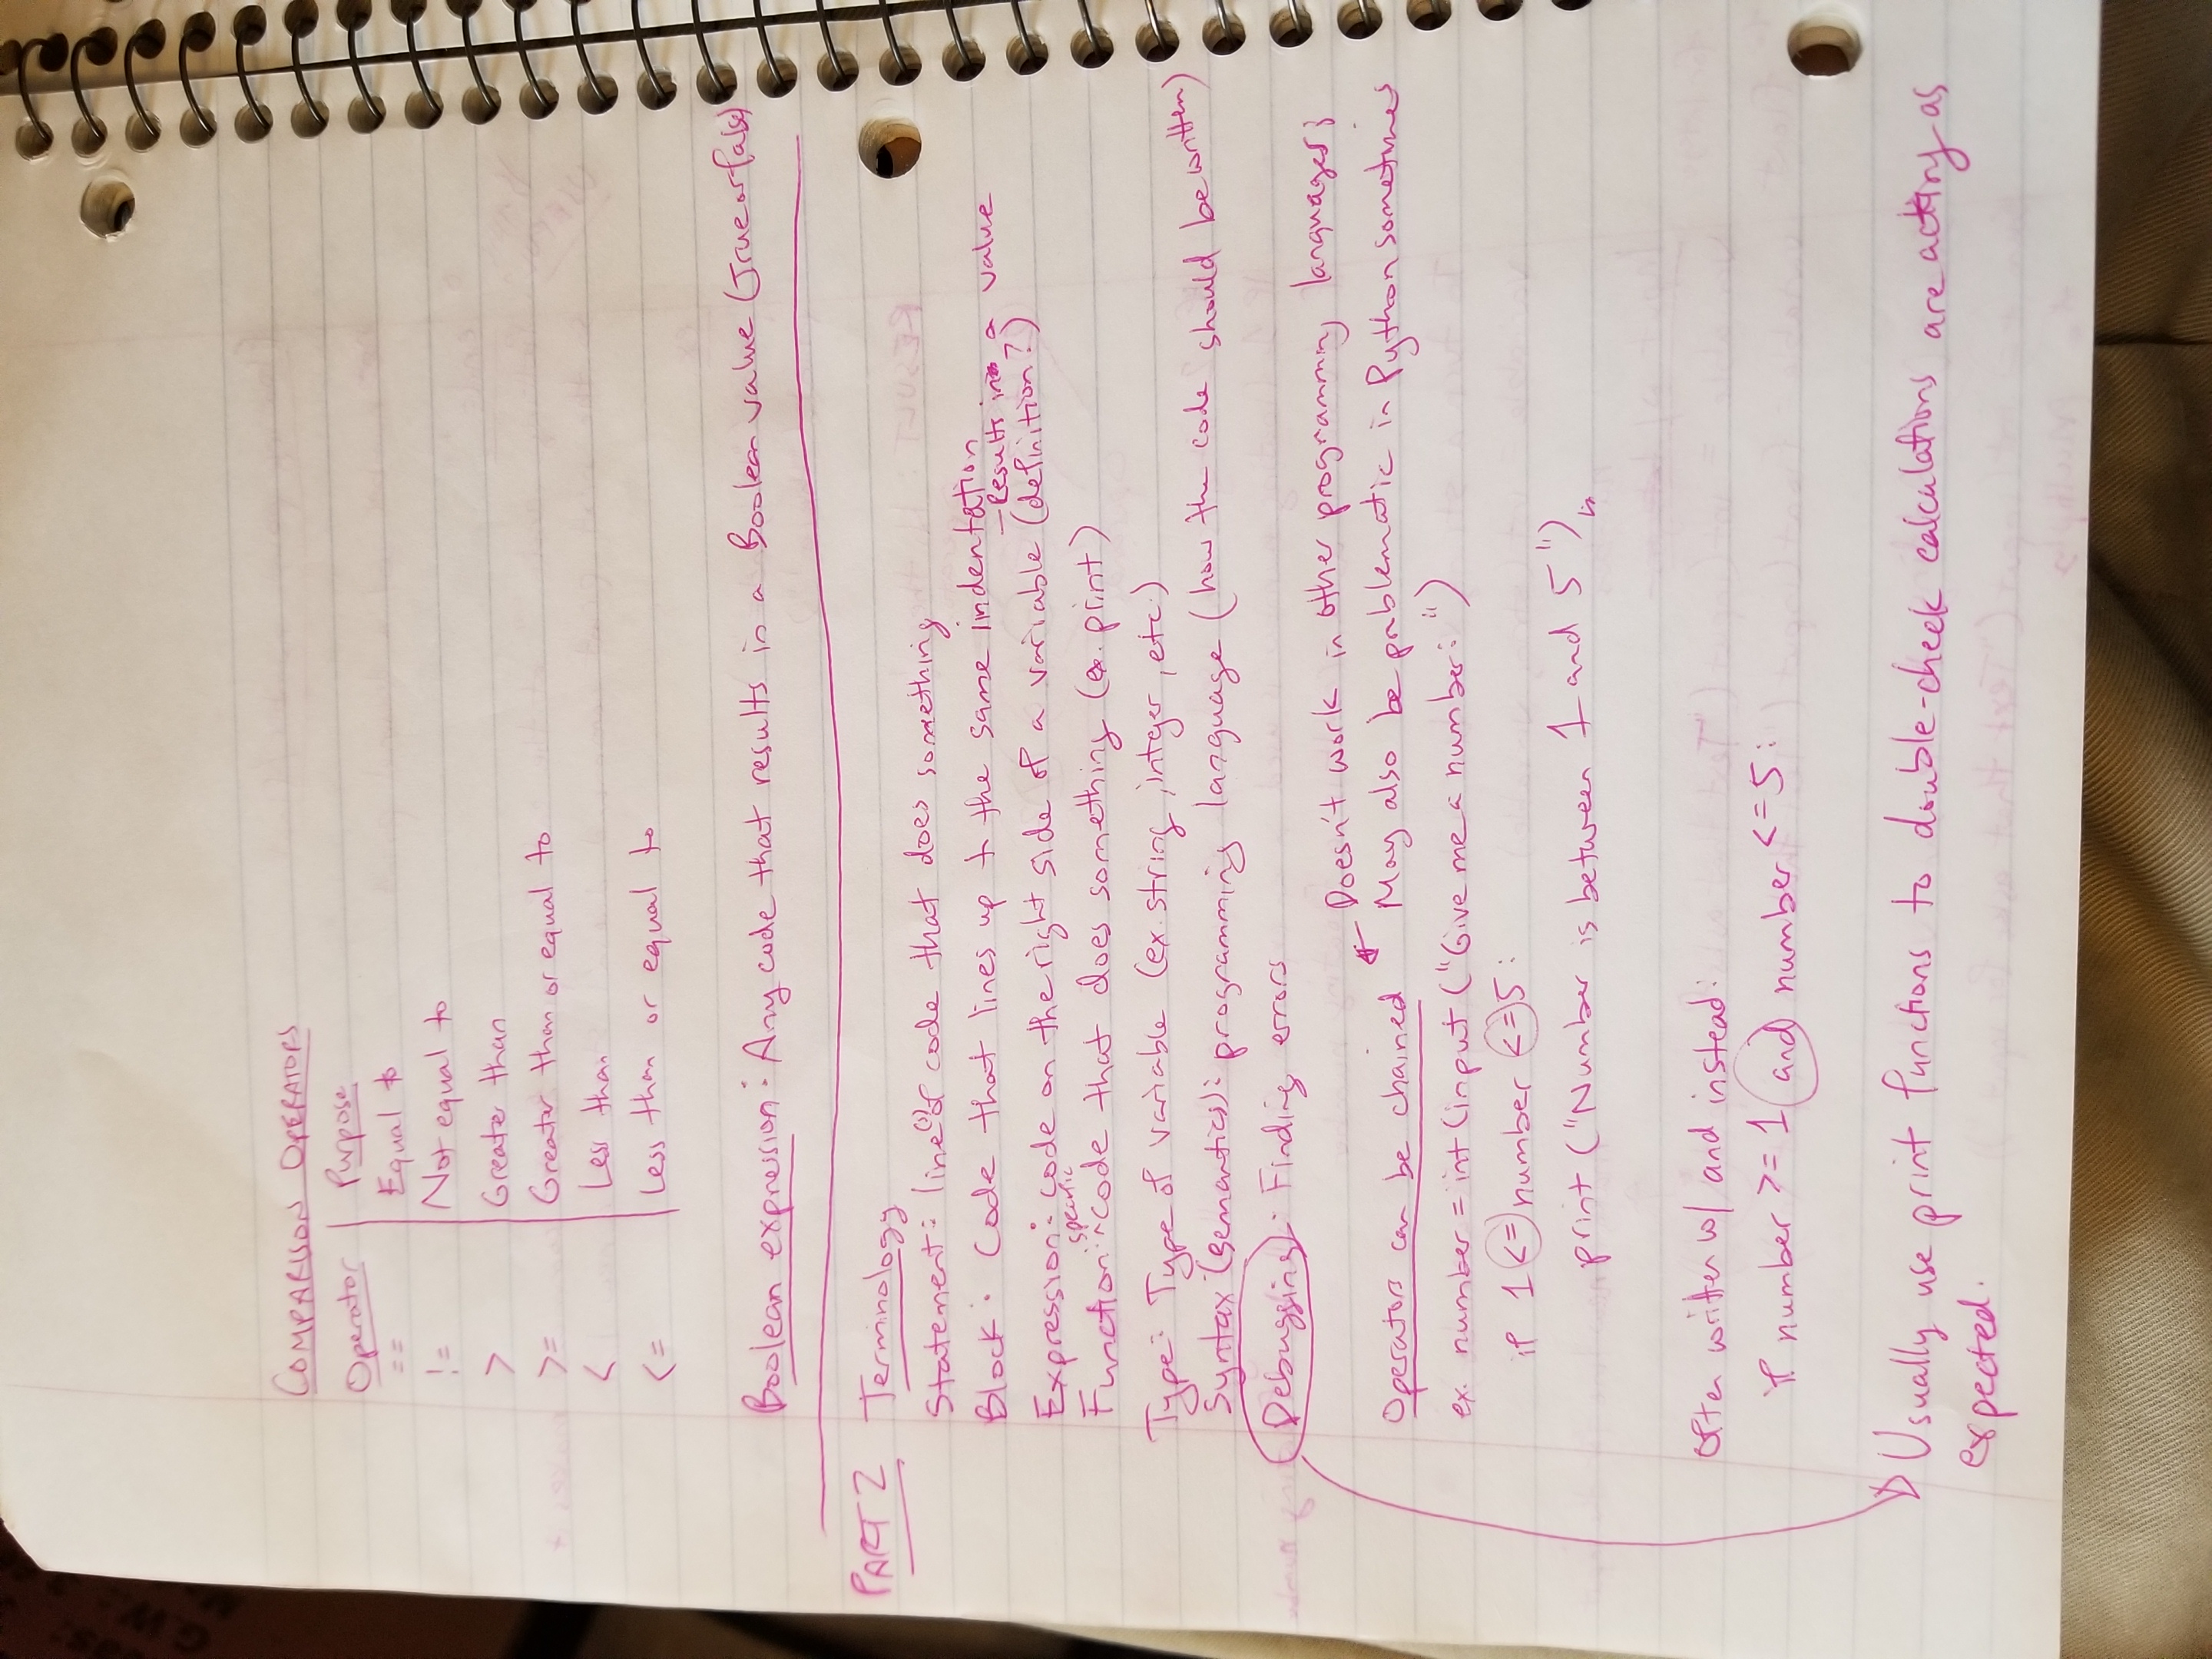 COMPARISON OPERATORS
Operator | Purpose
== | Equal to
!= | Not equal to
> | Greater than
>= | Greater than or equal to
< | Less than
<= | Less than or equal to
Boolean expression: Any code that results in a Boolean value (True or false)
PART 2 Terminology
Statement: line(s) of code that does something
Block: Code that lines up to the same indentation
- Results in a value
Expression: code on the right side of a variable (definition?)
Function: specific code that does something (ex. print)
Type: Type of variable (ex. string, integer, etc.)
Syntax (semantics): programming language (how the code should be written)
Debugging: Finding errors
Doesn't work in other programming languages;
Operators can be chained ← May also be problematic in Python sometimes
ex. number = int (input ("Give me a number: ")
if 1 <= number <= 5:
print ("Number is between 1 and 5")
Often written w/ and instead:
if number >= 1 and number <= 5:
Usually use print functions to double-check calculations are acting as
expected.